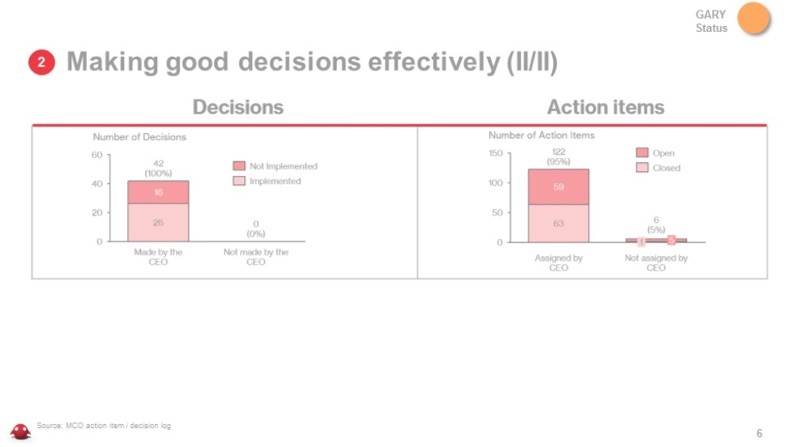 GARY
Status
2
Making good decisions effectively (II/II)
Decisions
Action items
Number of Decisions
60
40
20
0
42
(100%)
16
26
0
(0%)
Not Implemented
Implemented
Made by the
CEO
Not made by the
CEO
Number of Action Items
150
100
50
0
122
(95%)
59
63
6
(5%)
Open
Closed
Assigned by
CEO
Not assigned by
CEO
Source: MCO action item / decision log
6